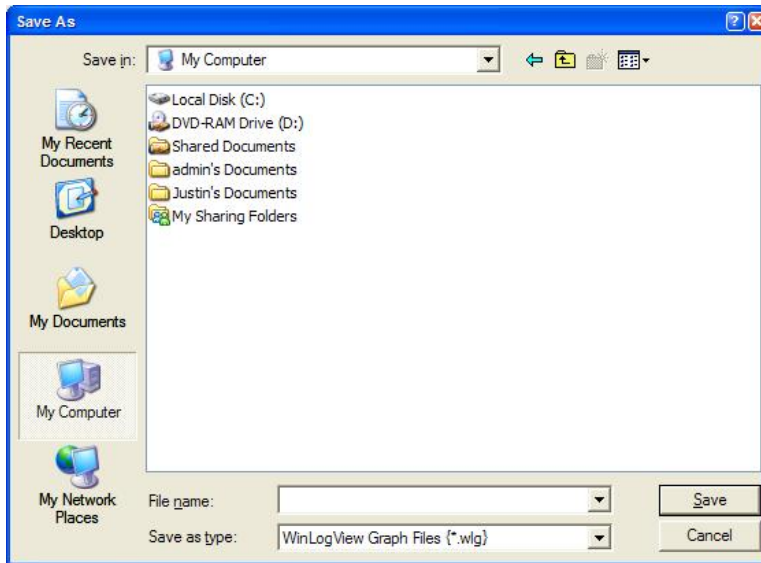 Save As
Save in: My Computer
My Recent
Documents
Desktop
My Documents
My Computer
My Network
Places
Local Disk (C:)
DVD-RAM Drive (D:)
Shared Documents
admin's Documents
Justin's Documents
My Sharing Folders
File name: Save
Save as type: WinLogView Graph Files {*.wlg} Cancel